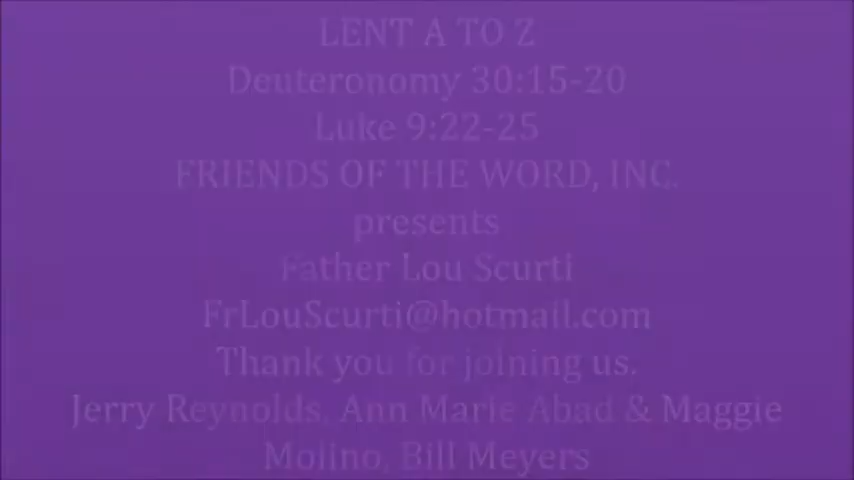 LENT A TO Z
Deuteronomy 30:15-20
Luke 9:22-25
FRIENDS OF THE WORD, INC.
presents
Father Lou Scurti
FrLouScurti@hotmail.com
Thank you for joining us.
Jerry Reynolds, Ann Marie Abad & Maggie
Molino, Bill Meyers